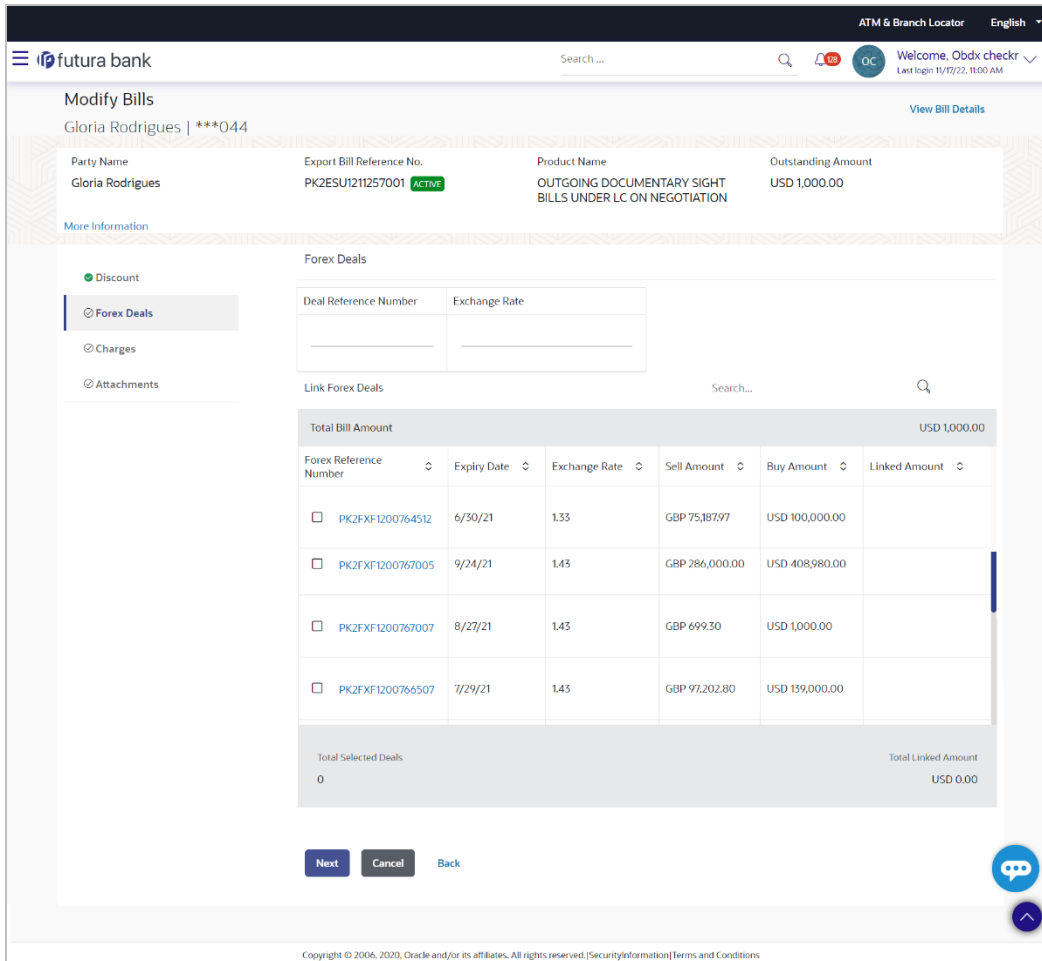 ATM & Branch Locator English
futura bank Search ... 128 OC Welcome, Obdx checkr
Last login 11/17/22, 11:00 AM
Modify Bills
View Bill Details
Gloria Rodrigues | ***044
Party Name Export Bill Reference No. Product Name Outstanding Amount
Gloria Rodrigues PK2ESU1211257001 ACTIVE OUTGOING DOCUMENTARY SIGHT USD 1,000.00
BILLS UNDER LC ON NEGOTIATION
More Information
Discount
Forex Deals
Charges
Attachments
Forex Deals
Deal Reference Number Exchange Rate
Link Forex Deals Search...
Total Bill Amount USD 1,000.00
Forex Reference
Number Expiry Date Exchange Rate Sell Amount Buy Amount Linked Amount
PK2FXF1200764512 6/30/21 1.33 GBP 75,187.97 USD 100,000.00
PK2FXF1200767005 9/24/21 1.43 GBP 286,000.00 USD 408,980.00
PK2FXF1200767007 8/27/21 1.43 GBP 699.30 USD 1,000.00
PK2FXF1200766507 7/29/21 1.43 GBP 97,202.80 USD 139,000.00
Total Selected Deals Total Linked Amount
0 USD 0.00
Next Cancel Back
Copyright © 2006, 2020, Oracle and/or its affiliates. All rights reserved.|SecurityInformation|Terms and Conditions